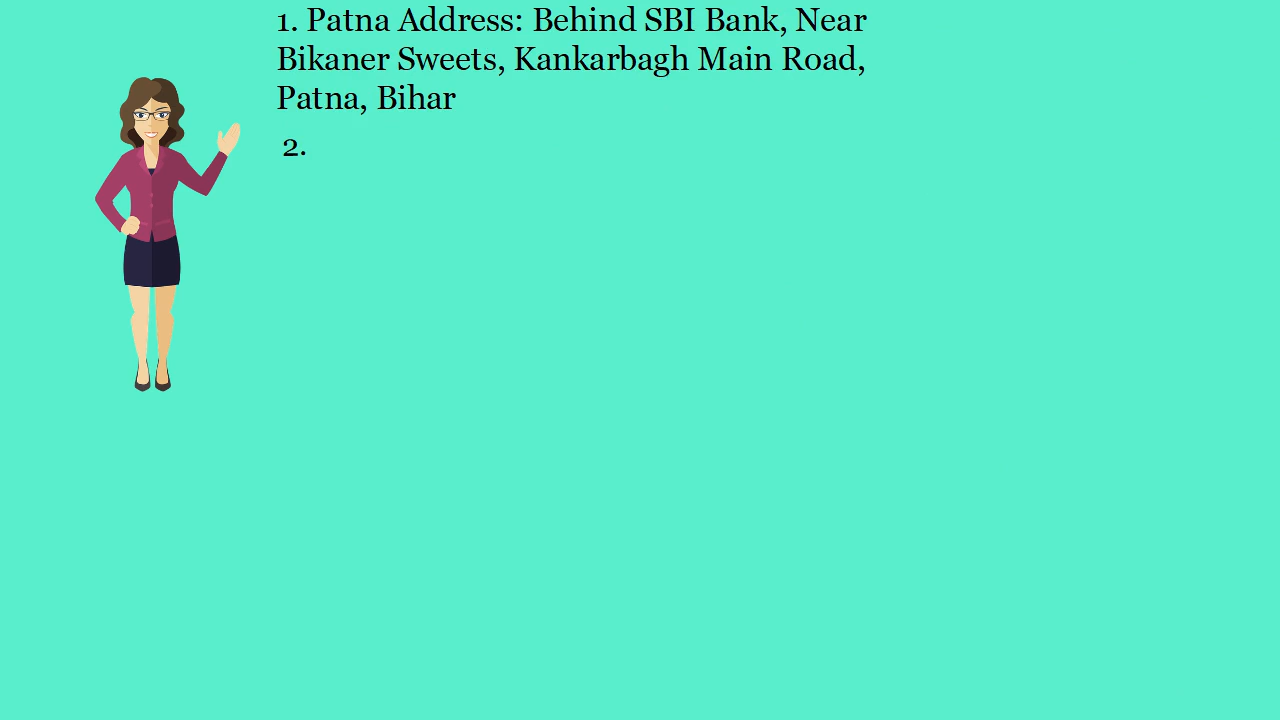 1. Patna Address: Behind SBI Bank, Near
Bikaner Sweets, Kankarbagh Main Road,
Patna, Bihar
2.